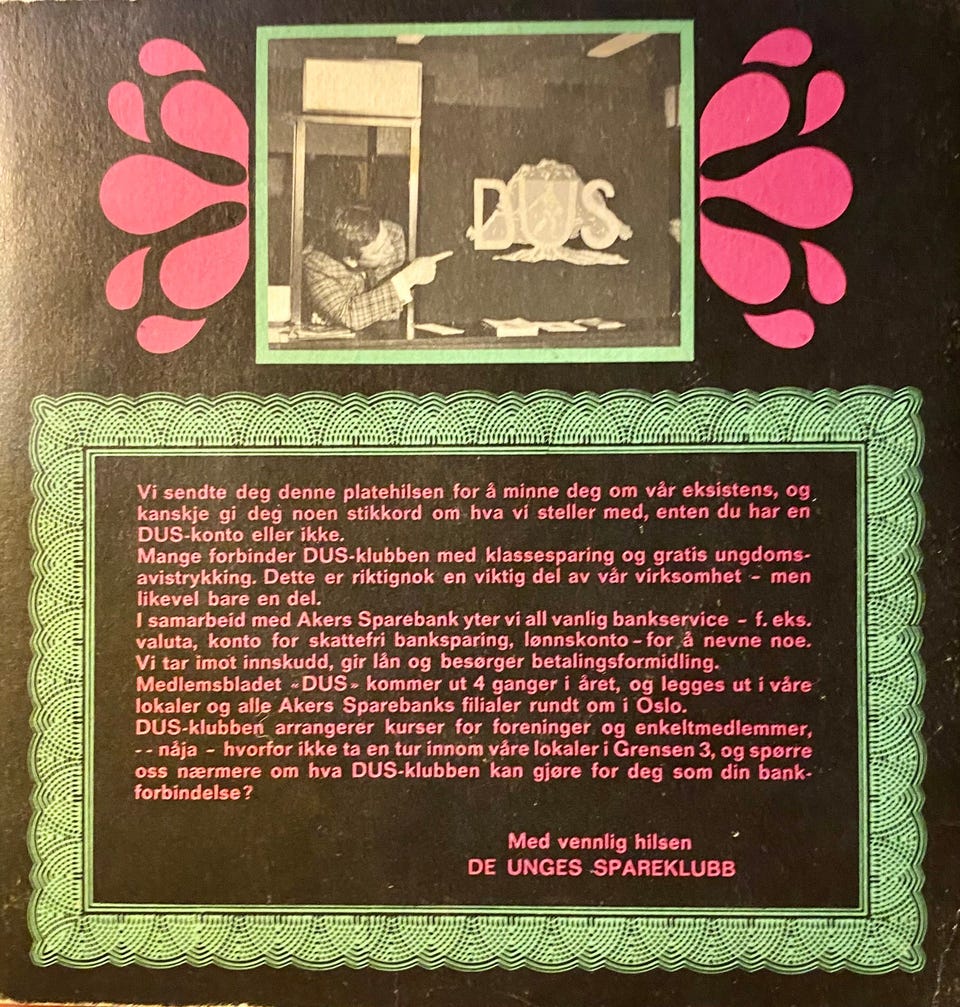 DUS
Vi sendte deg denne platehilsen for å minne deg om vår eksistens, og
kanskje gi deg noen stikkord om hva vi steller med, enten du har en
DUS-konto eller ikke.
Mange forbinder DUS-klubben med klassesparing og gratis ungdoms-
avistrykking. Dette er riktignok en viktig del av vår virksomhet – men
likevel bare en del.
I samarbeid med Akers Sparebank yter vi all vanlig bankservice – f. eks.
valuta, konto for skattefri banksparing, lønnskonto – for å nevne noe.
Vi tar imot innskudd, gir lån og besørger betalingsformidling.
Medlemsbladet «DUS» kommer ut 4 ganger i året, og legges ut i våre
lokaler og alle Akers Sparebanks filialer rundt om i Oslo.
DUS-klubben arrangerer kurser for foreninger og enkeltmedlemmer,
-- nåja – hvorfor ikke ta en tur innom våre lokaler i Grensen 3, og spørre
oss nærmere om hva DUS-klubben kan gjøre for deg som din bank-
forbindelse?
Med vennlig hilsen
DE UNGES SPAREKLUBB